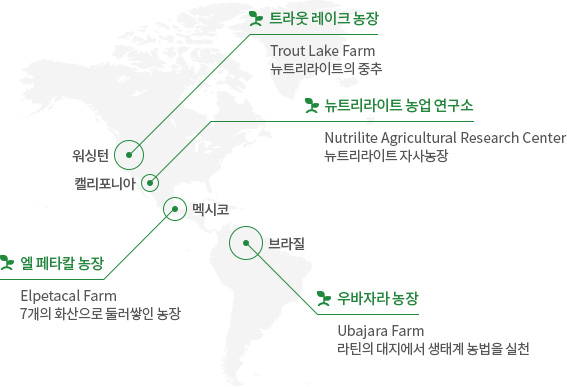 트라웃 레이크 농장
Trout Lake Farm
뉴트리라이트의 중추
뉴트리라이트 농업 연구소
Nutrilite Agricultural Research Center
뉴트리라이트 자사농장
워싱턴
캘리포니아
멕시코
브라질
엘 페타칼 농장
Elpetacal Farm
7개의 화산으로 둘러쌓인 농장
우바자라 농장
Ubajara Farm
라틴의 대지에서 생태계 농법을 실천